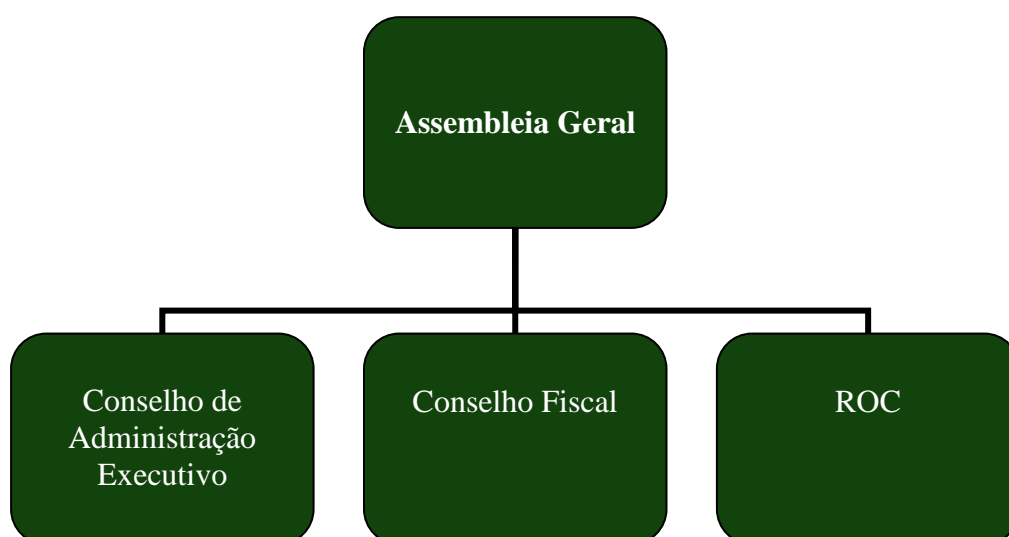 Assembleia Geral
Conselho de
Administração
Executivo
Conselho Fiscal
ROC